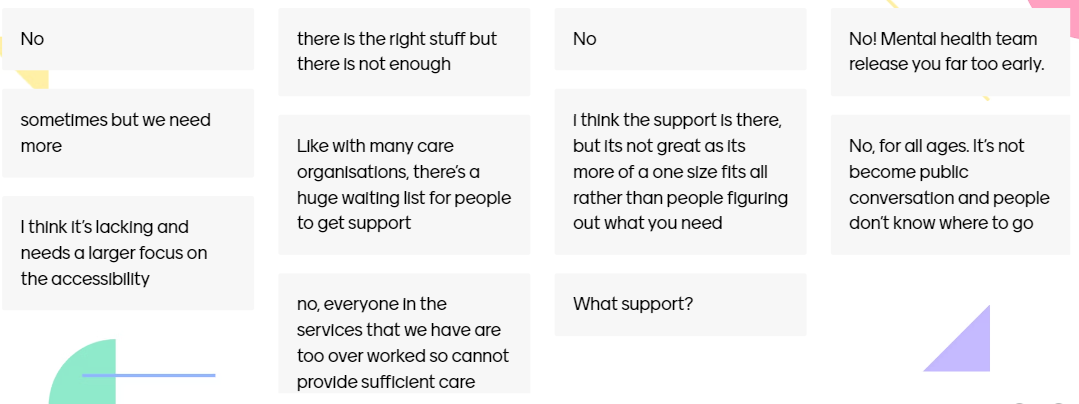 No
sometimes but we need
more
I think it's lacking and
needs a larger focus on
the accessibility
there is the right stuff but
there is not enough
Like with many care
organisations, there's a
huge waiting list for people
to get support
no, everyone in the
services that we have are
too over worked so cannot
provide sufficient care
No
I think the support is there,
but its not great as its
more of a one size fits all
rather than people figuring
out what you need
What support?
No! Mental health team
release you far too early.
No, for all ages. It's not
become public
conversation and people
don't know where to go